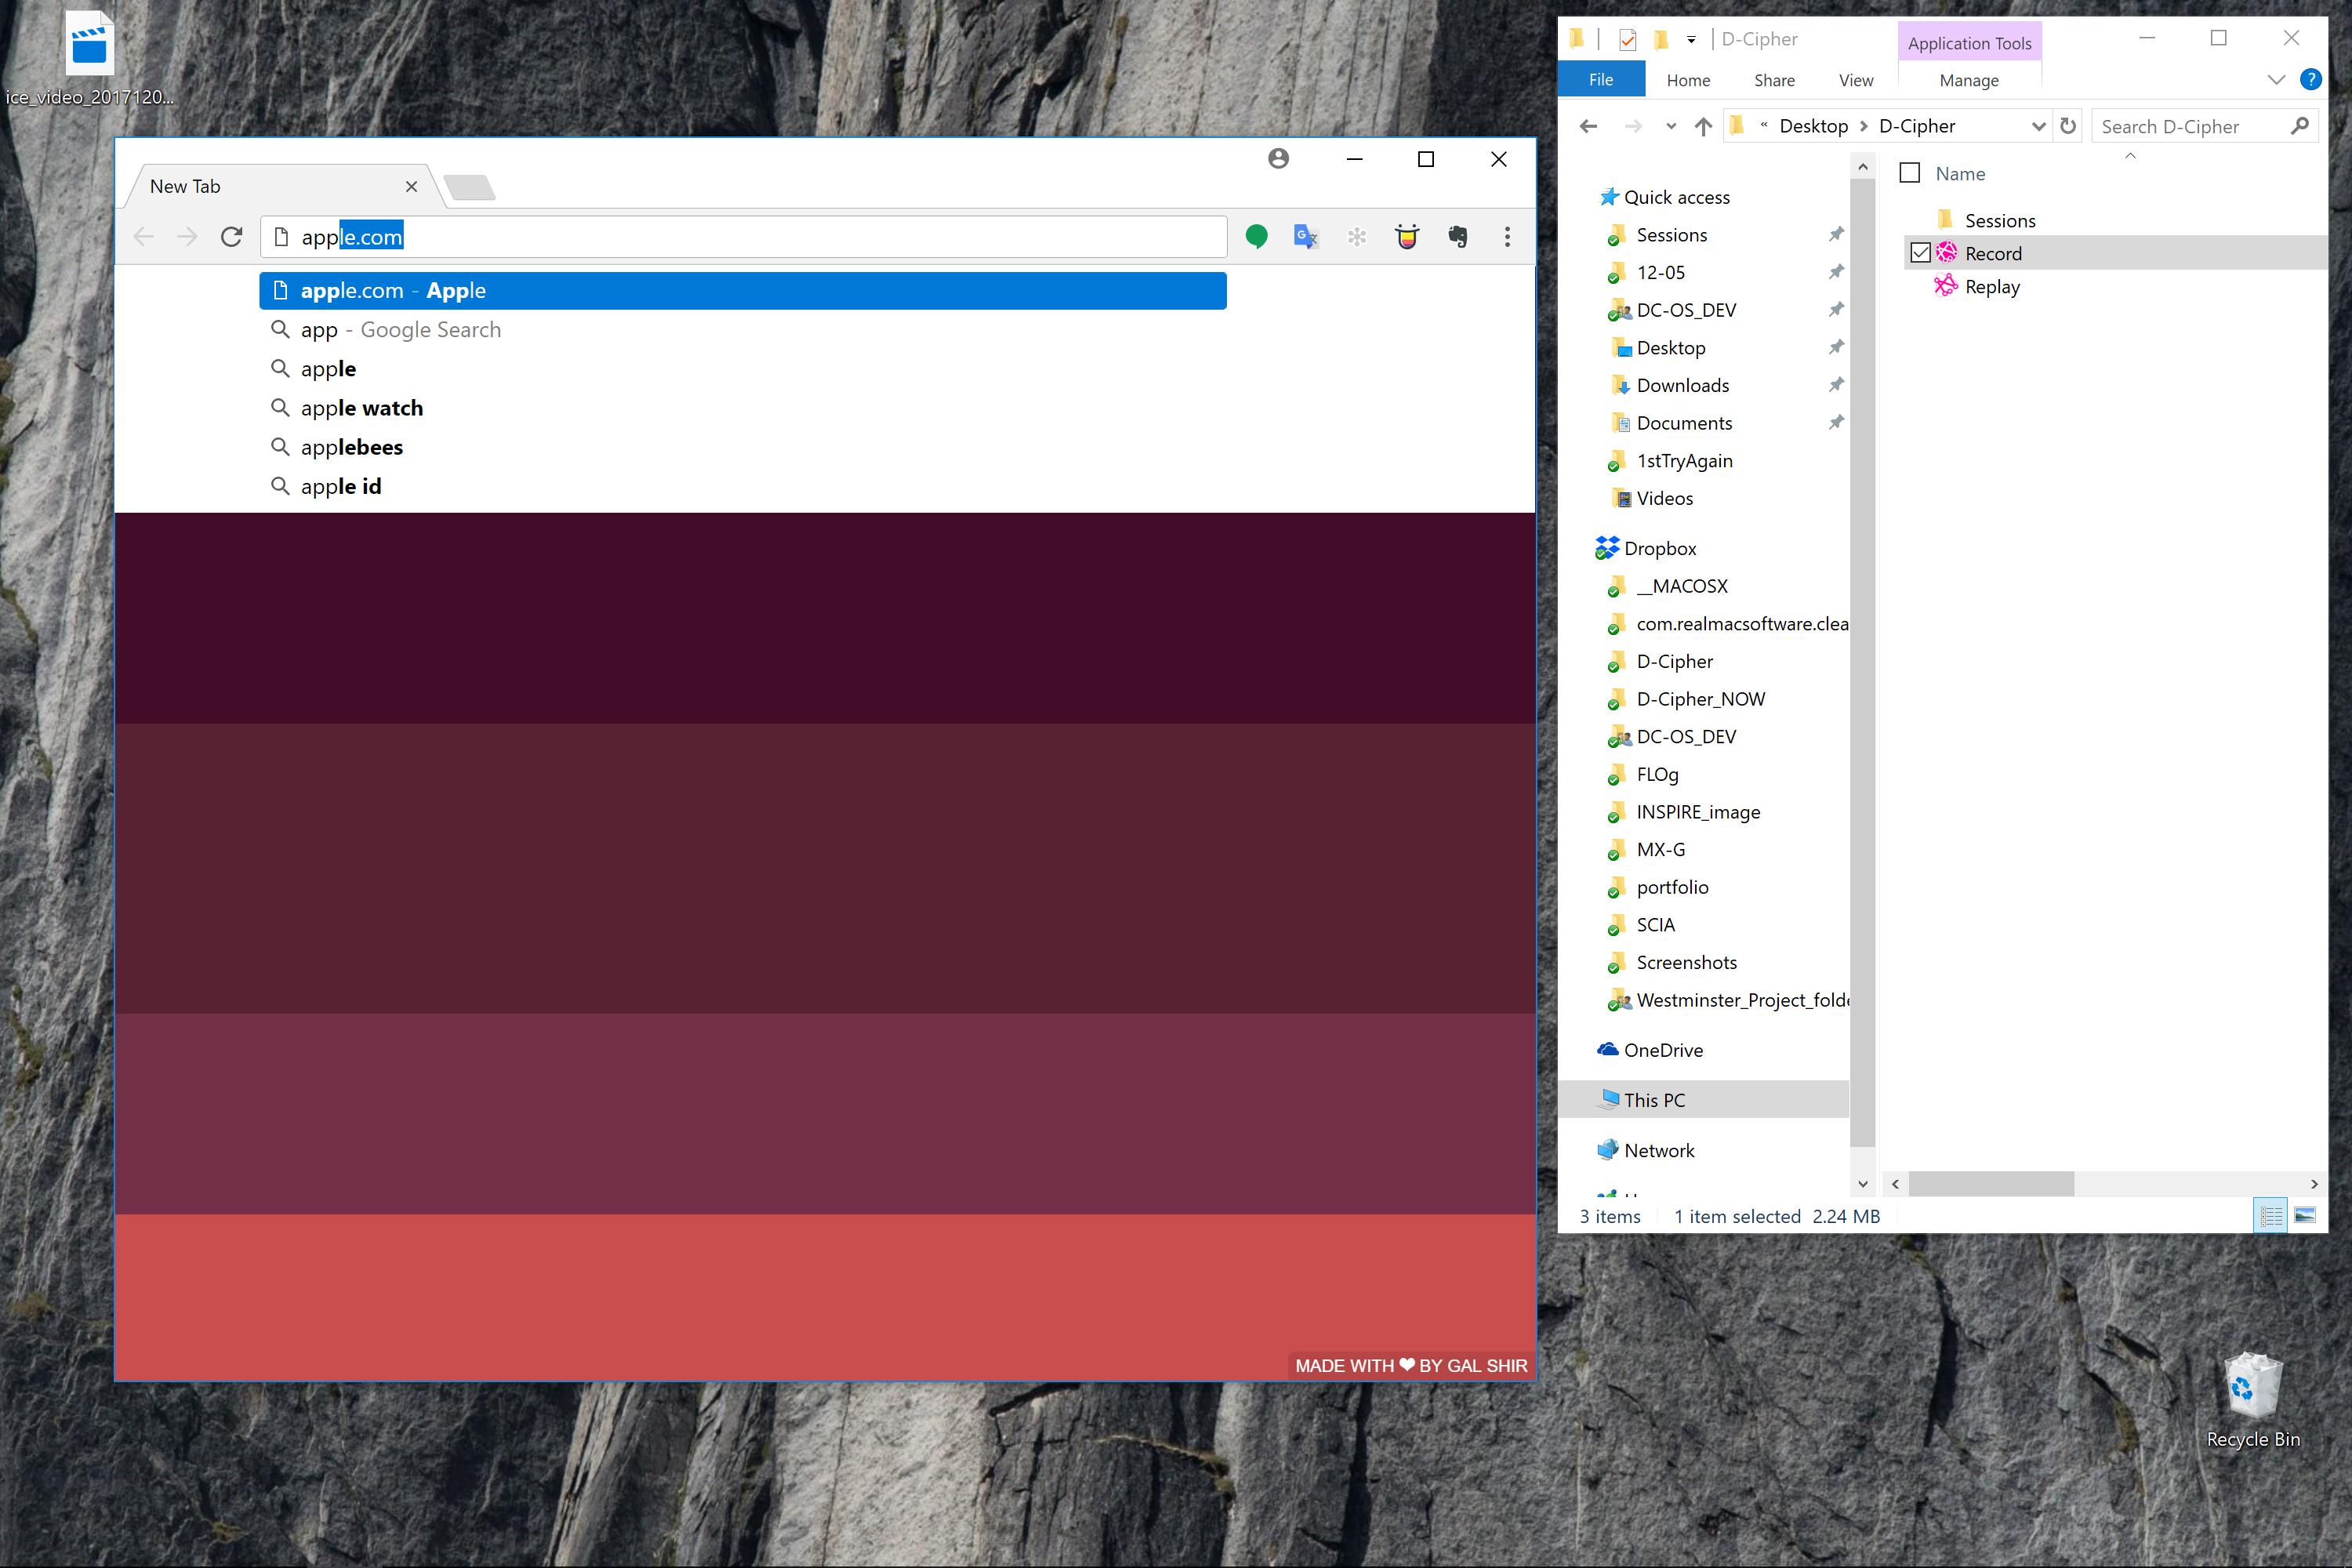 ice_video_2017120...
New Tab
apple.com
apple.com - Apple
app - Google Search
apple
apple watch
applebees
apple id
MADE WITH ❤ BY GAL SHIR
D-Cipher
Application Tools
File
Home
Share
View
Manage
« Desktop > D-Cipher
Search D-Cipher
Quick access
Sessions
12-05
DC-OS_DEV
Desktop
Downloads
Documents
1stTryAgain
Videos
Dropbox
__MACOSX
com.realmacsoftware.clea
D-Cipher
D-Cipher_NOW
DC-OS_DEV
FLOg
INSPIRE_image
MX-G
portfolio
SCIA
Screenshots
Westminster_Project_folde
OneDrive
This PC
Network
Name
Sessions
Record
Replay
3 items
1 item selected 2.24 MB
Recycle Bin